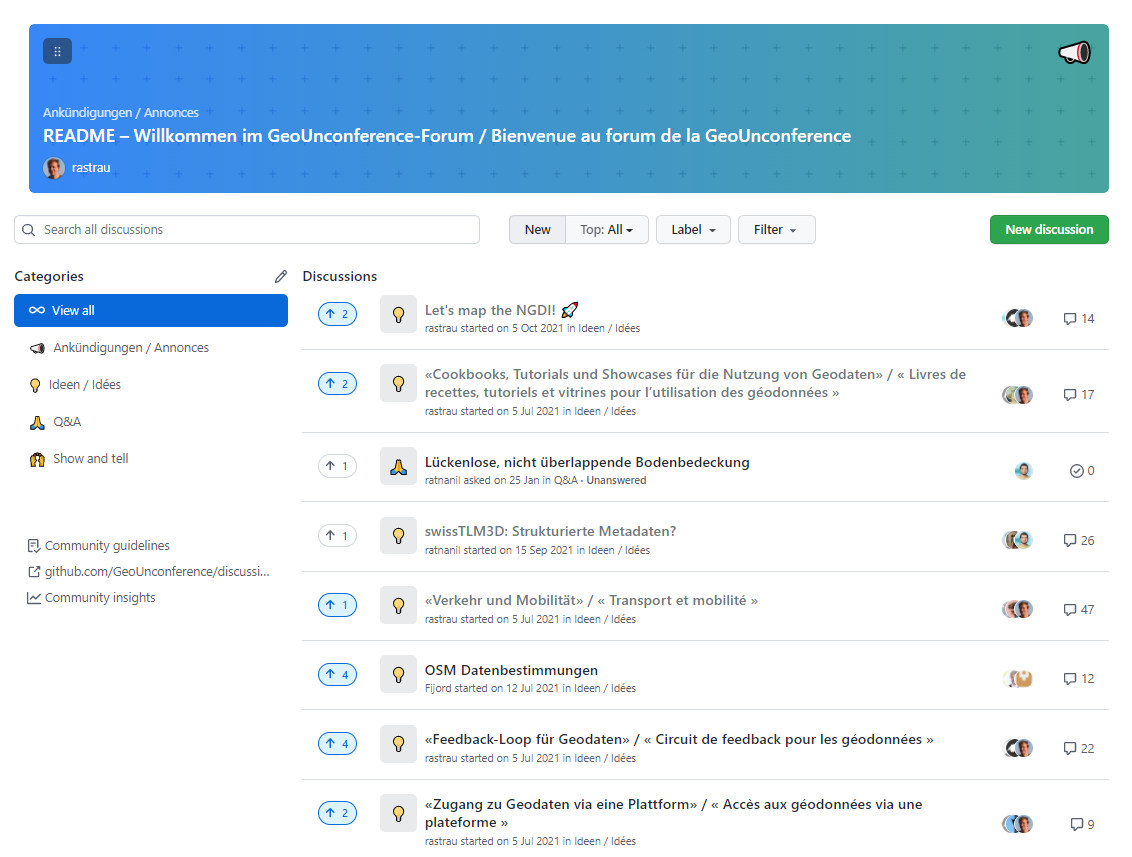 Ankündigungen / Annonces
README – Willkommen im GeoUnconference-Forum / Bienvenue au forum de la GeoUnconference
rastrau
Search all discussions
New
Top: All
Label
Filter
New discussion
Categories
View all
Ankündigungen / Annonces
Ideen / Idées
Q&A
Show and tell
Community guidelines
github.com/GeoUnconference/discussi...
Community insights
Discussions
2
Let's map the NGDI! 🚀
rastrau started on 5 Oct 2021 in Ideen / Idées
14
2
«Cookbooks, Tutorials und Showcases für die Nutzung von Geodaten» / « Livres de
recettes, tutoriels et vitrines pour l'utilisation des géodonnées »
rastrau started on 5 Jul 2021 in Ideen / Idées
17
1
Lückenlose, nicht überlappende Bodenbedeckung
ratnanil asked on 25 Jan in Q&A · Unanswered
0
1
swissTLM3D: Strukturierte Metadaten?
ratnanil started on 15 Sep 2021 in Ideen / Idées
26
1
«Verkehr und Mobilität» / « Transport et mobilité »
rastrau started on 5 Jul 2021 in Ideen / Idées
47
4
OSM Datenbestimmungen
Fijord started on 12 Jul 2021 in Ideen / Idées
12
4
«Feedback-Loop für Geodaten» / « Circuit de feedback pour les géodonnées »
rastrau started on 5 Jul 2021 in Ideen / Idées
22
2
«Zugang zu Geodaten via eine Plattform» / « Accès aux géodonnées via une
plateforme »
rastrau started on 5 Jul 2021 in Ideen / Idées
9